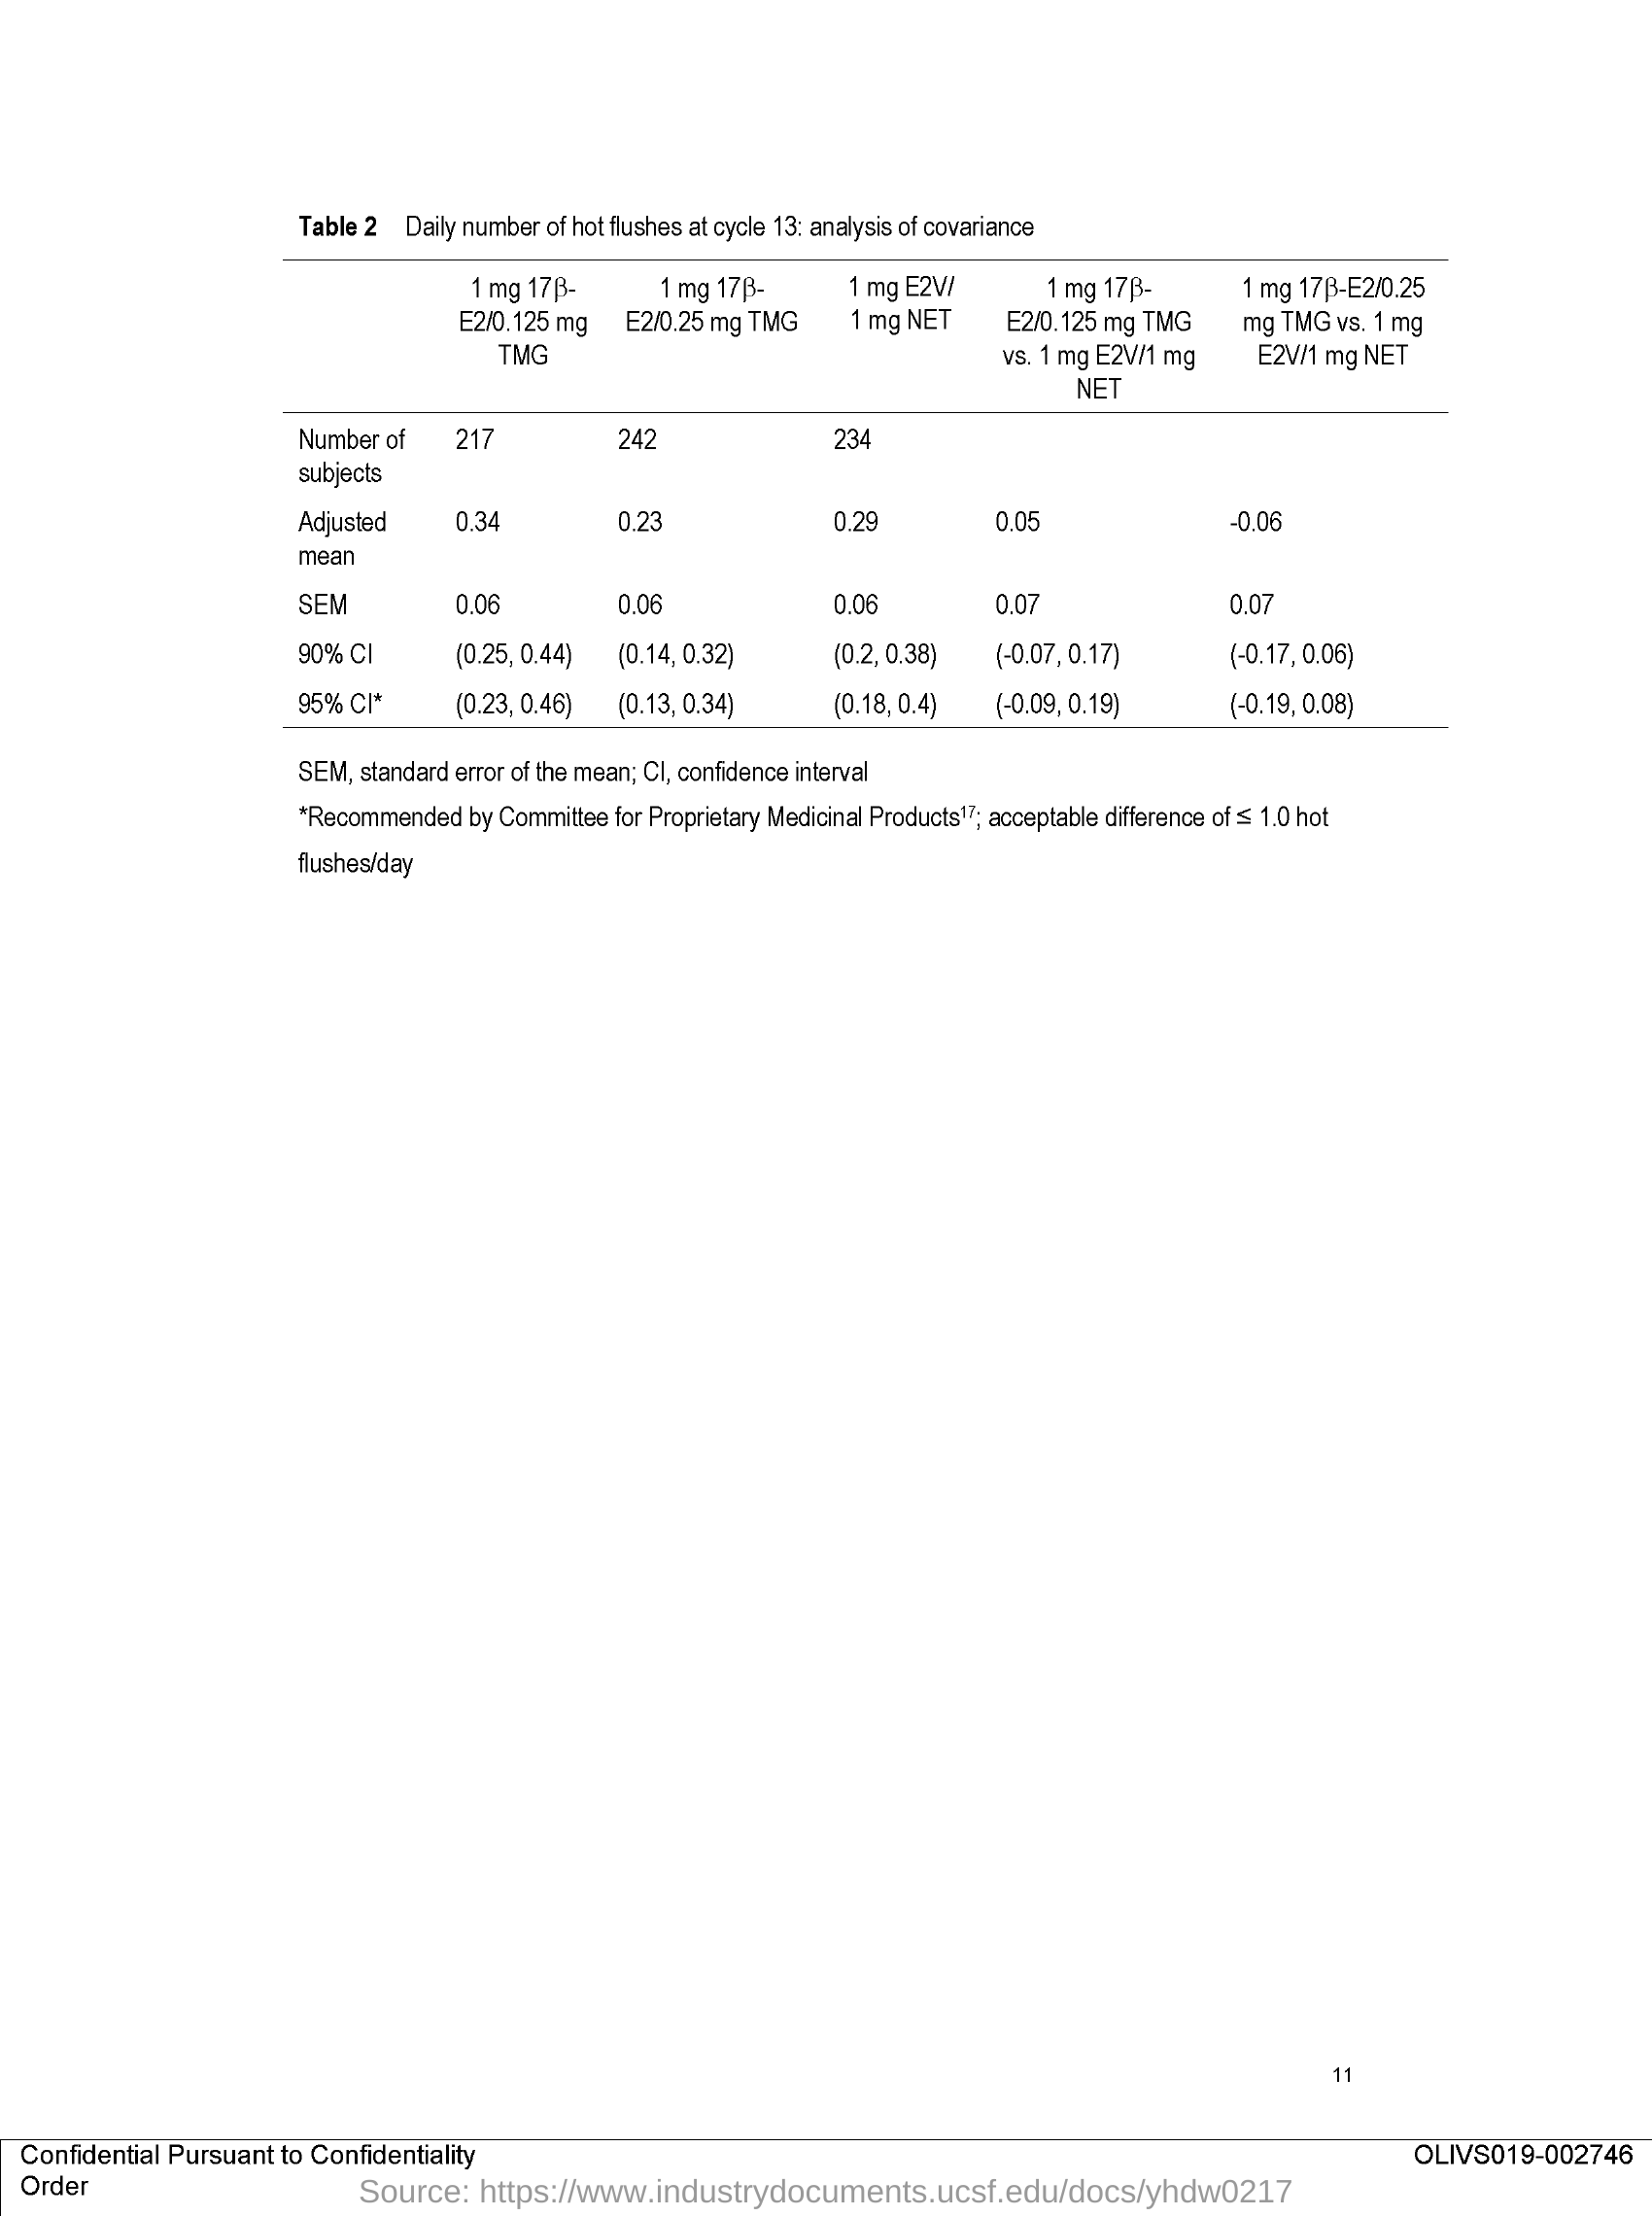 Table 2 Daily number of hot flushes at cycle 13: analysis of covariance
1 mg 17β- 1 mg 17β- 1 mg E2V/ 1 mg 17β- 1 mg 17β-E2/0.25
E2/0.125 mg E2/0.25 mg TMG 1 mg NET E2/0.125 mg TMG mg TMG vs. 1 mg
TMG vs. 1 mg E2V/1 mg E2V/1 mg NET
NET
Number of 217 242 234
subjects
Adjusted 0.34 0.23 0.29 0.05 -0.06
mean
SEM 0.06 0.06 0.06 0.07 0.07
90% CI (0.25, 0.44) (0.14, 0.32) (0.2, 0.38) (-0.07, 0.17) (-0.17, 0.06)
95% CI* (0.23, 0.46) (0.13, 0.34) (0.18, 0.4) (-0.09, 0.19) (-0.19, 0.08)
SEM, standard error of the mean; CI, confidence interval
*Recommended by Committee for Proprietary Medicinal Products¹⁷; acceptable difference of ≤ 1.0 hot
flushes/day
11
Confidential Pursuant to Confidentiality OLIVS019-002746
Order
Source: https://www.industrydocuments.ucsf.edu/docs/yhdw0217